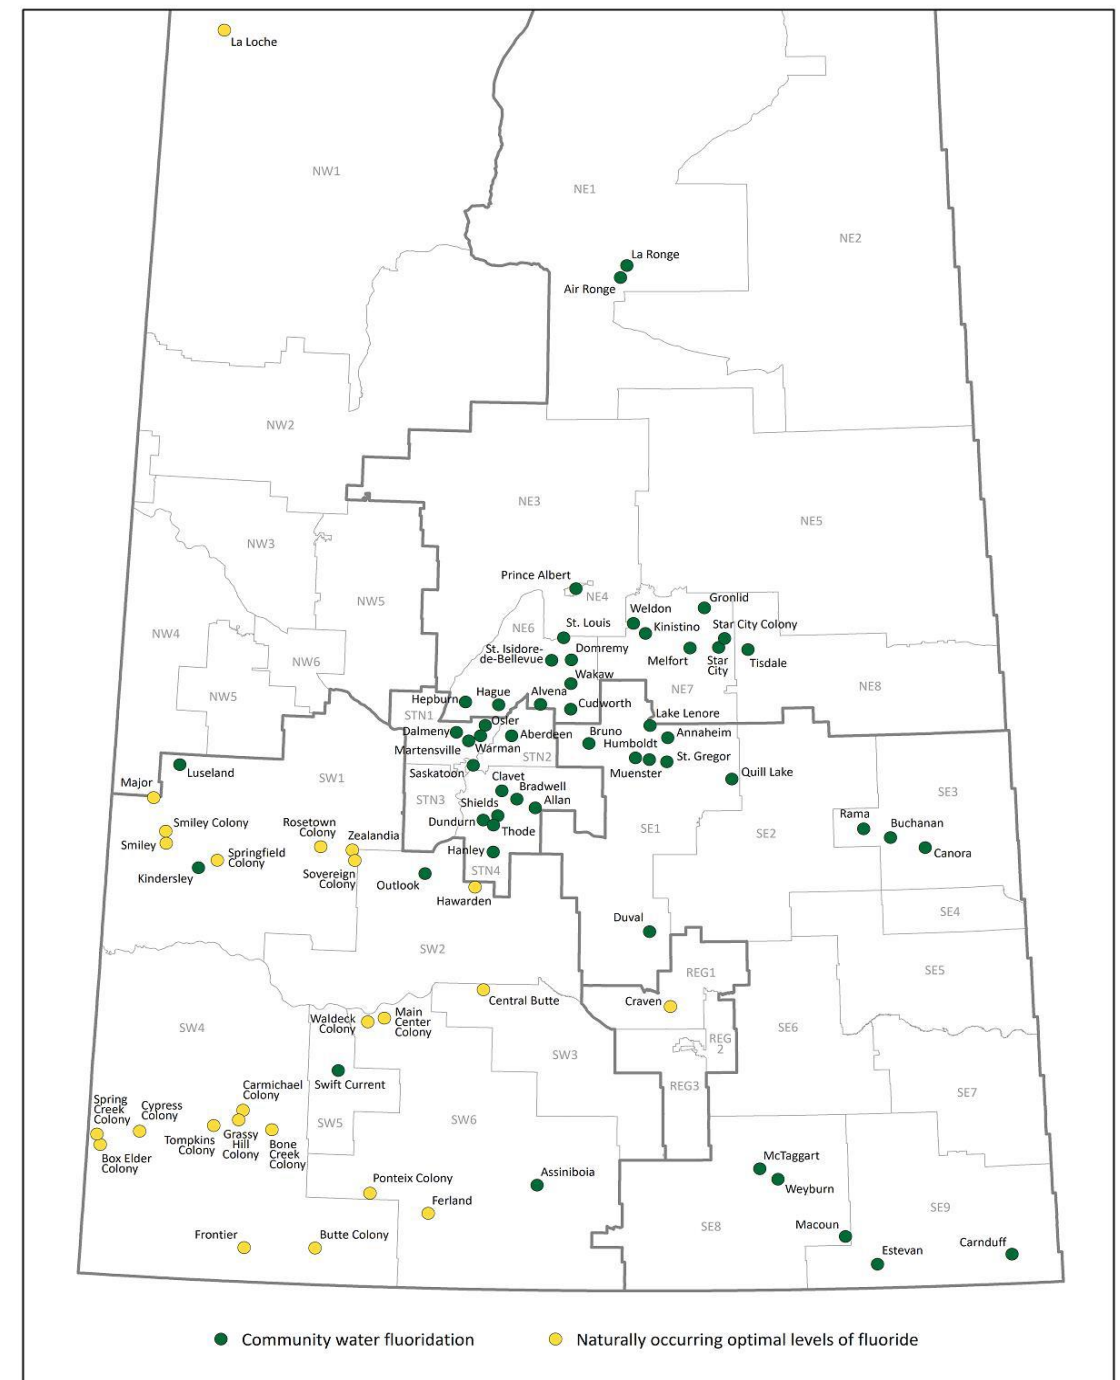 La Loche
NW1
NE1
NE2
La Ronge
Air Ronge
NW2
NE3
NE5
NW3
Prince Albert
NE4
NW5
Gronlid
Weldon
St. Louis
Star City Colony
NE6
Kinistino
NW4
St. Isidore-
de-Bellevue
Domremy
NW6
Melfort
Star
City
Tisdale
Wakaw
NE7
NE8
NW5
Hepburn
Hague
Alvena
Cudworth
STN1
Lake Lenore
Osler
Dalmeny
Aberdeen
Bruno
Annaheim
Martensville
Warman
Humboldt
STN2
St. Gregor
Saskatoon
Muenster
Quill Lake
Luseland
SW1
Clavet
Major
Bradwell
STN3
Shields
Allan
SE3
Rama
Smiley Colony
Rosetown
Colony
Dundurn
Thode
Buchanan
Zealandia
SE1
SE2
Smiley
Springfield
Colony
Hanley
Canora
Kindersley
Sovereign
Colony
Outlook
STN4
Hawarden
SE4
Duval
SW2
REG1
SE5
Central Butte
Craven
Waldeck
Colony
Main
Center
Colony
SW4
SE6
REG
2
SW3
Swift Current
REG3
Carmichael
Colony
SE7
Spring
Creek
Colony
Cypress
Colony
SW5
SW6
Tompkins
Colony
Grassy
Hill
Colony
Bone
Creek
Colony
Box Elder
Colony
McTaggart
Assiniboia
Ponteix Colony
Weyburn
Ferland
SE9
Macoun
SE8
Frontier
Butte Colony
Carnduff
Estevan
Community water fluoridation
Naturally occurring optimal levels of fluoride